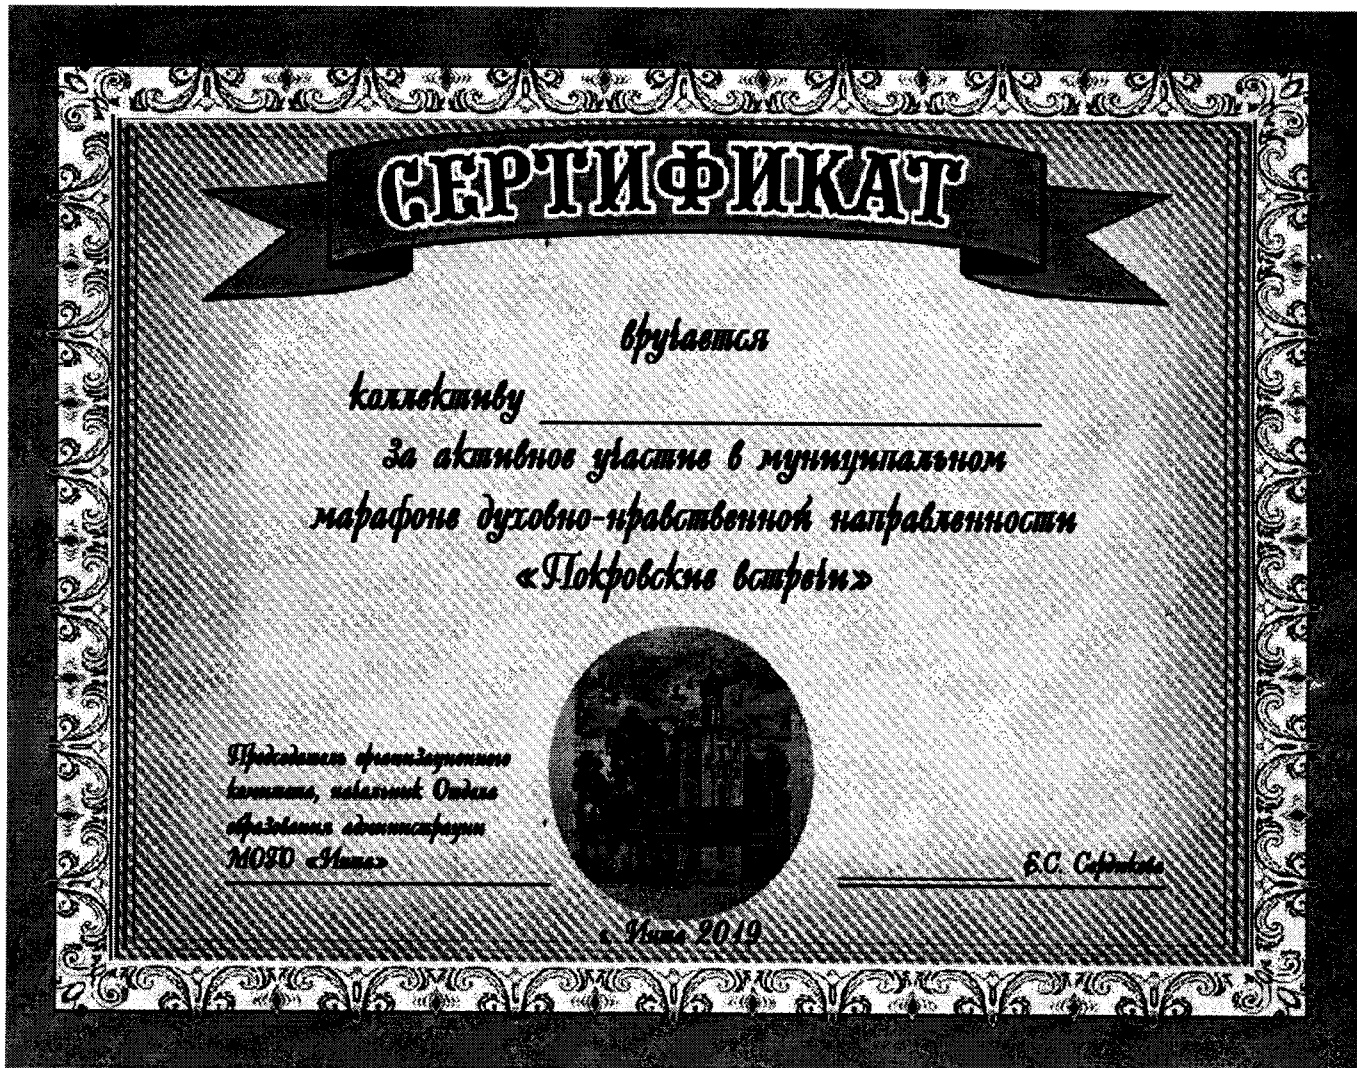 СЕРТИФИКАТ
вручается
коллективу
за активное участие в муниципальном
марафоне духовно-нравственной направленности
«Покровские встречи»
Председатель организационного
комитета, начальник Отдела
образования администрации
МОГО «Инта»
Е.С. Сердикова
г. Инта 2019